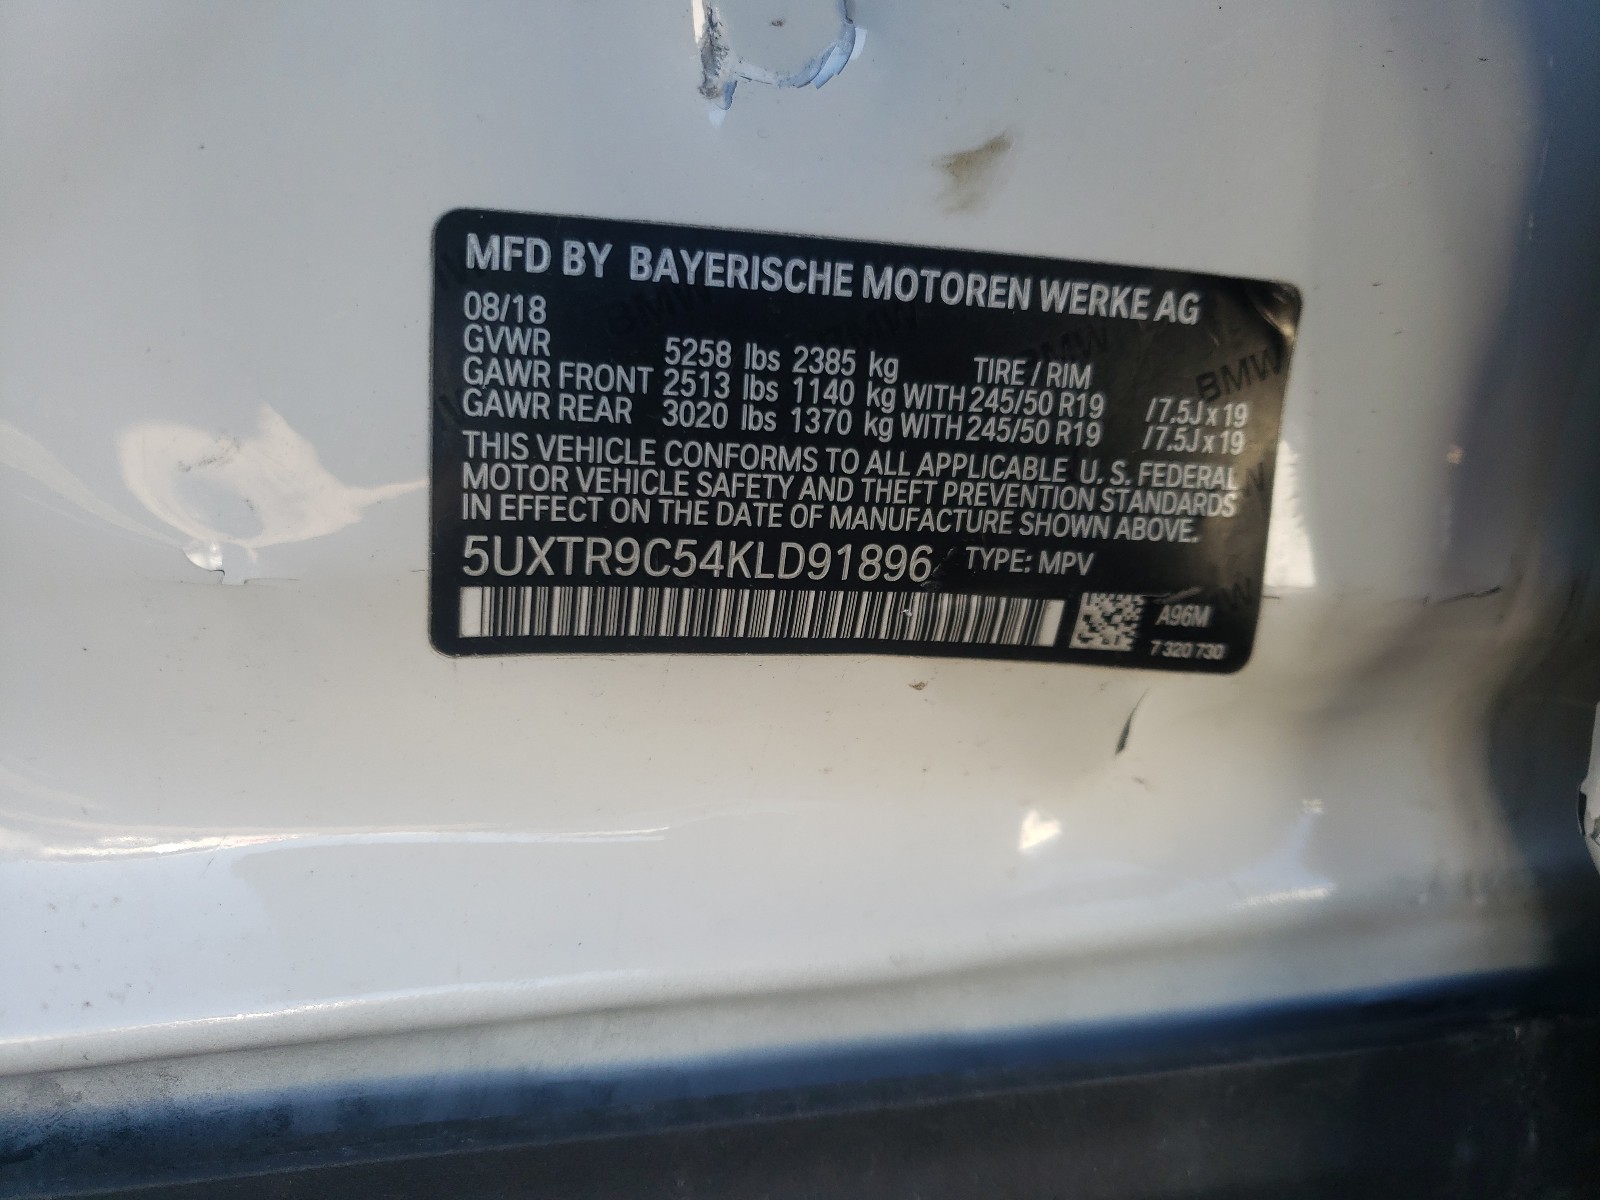 MFD BY BAYERISCHE MOTOREN WERKE AG
08/18
GVWR 5258 lbs 2385 kg TIRE / RIM
GAWR FRONT 2513 lbs 1140 kg WITH 245/50 R19 / 7.5J x 19
GAWR REAR 3020 lbs 1370 kg WITH 245/50 R19 / 7.5J x 19
THIS VEHICLE CONFORMS TO ALL APPLICABLE U. S. FEDERAL
MOTOR VEHICLE SAFETY AND THEFT PREVENTION STANDARDS
IN EFFECT ON THE DATE OF MANUFACTURE SHOWN ABOVE.
5UXTR9C54KLD91896 TYPE: MPV
A96M
7 320 730